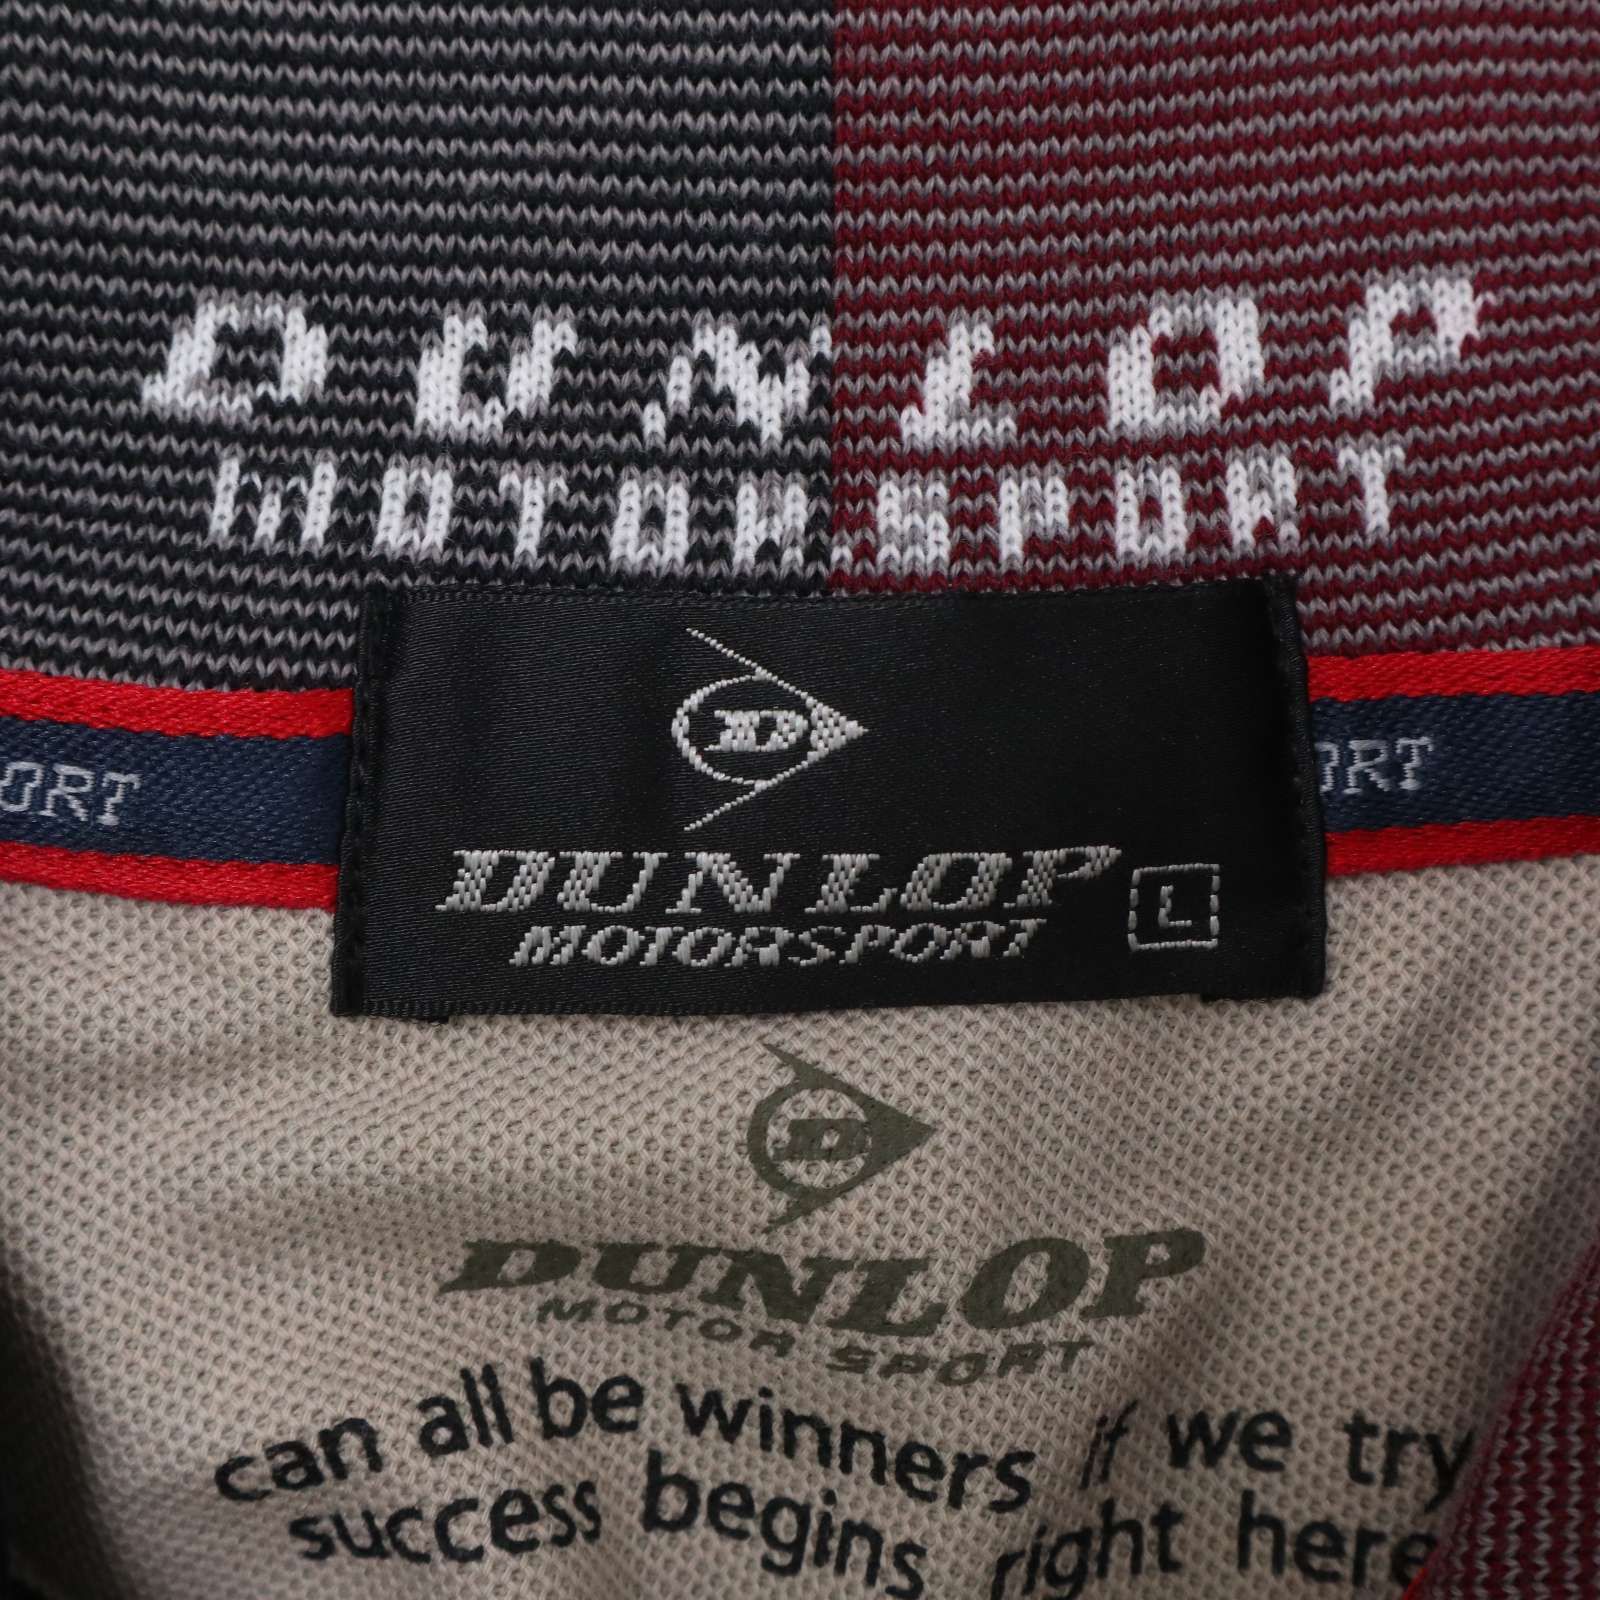 DUNLOP
MOTORSPORT
D
DUNLOP
MOTORSPORT
L
ORT
ORT
D
DUNLOP
MOTOR SPORT
can all be winners if we try
success begins right here